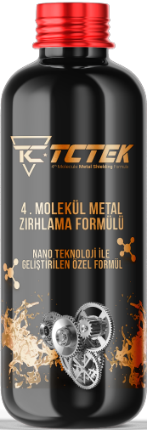 TCTEK
4. MOLEKÜL METAL
ZIRHLAMA FORMÜLÜ
NANO TEKNOLOJİ İLE
GELİŞTİRİLEN ÖZEL FORMÜL